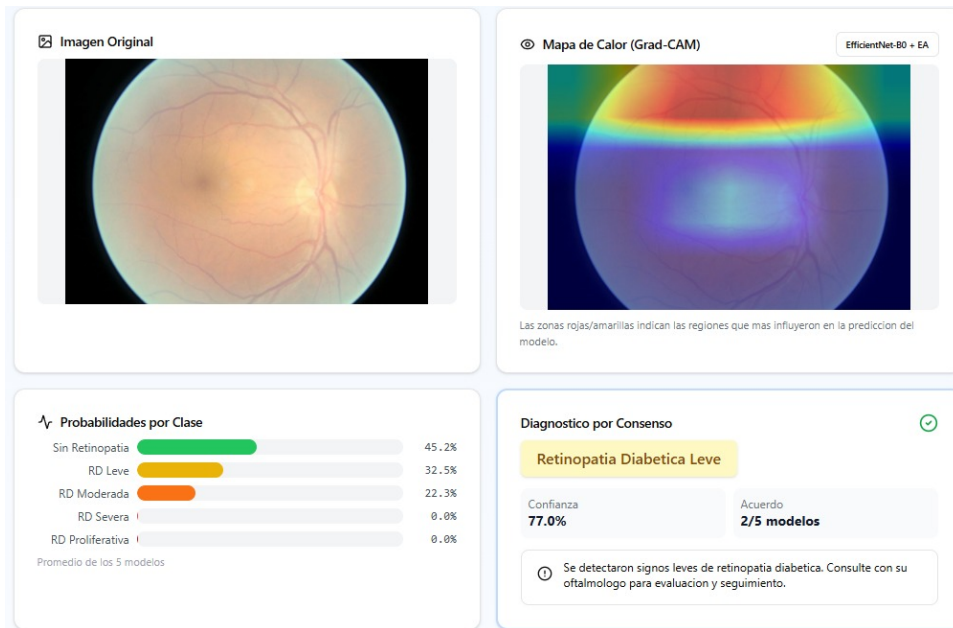 Imagen Original
Mapa de Calor (Grad-CAM)
EfficientNet-B0 + EA
Las zonas rojas/amarillas indican las regiones que mas influyeron en la prediccion del
modelo.
Probabilidades por Clase
Sin Retinopatia 45.2%
RD Leve 32.5%
RD Moderada 22.3%
RD Severa 0.0%
RD Proliferativa 0.0%
Promedio de los 5 modelos
Diagnostico por Consenso
Retinopatia Diabetica Leve
Confianza
77.0%
Acuerdo
2/5 modelos
Se detectaron signos leves de retinopatia diabetica. Consulte con su
oftalmologo para evaluacion y seguimiento.